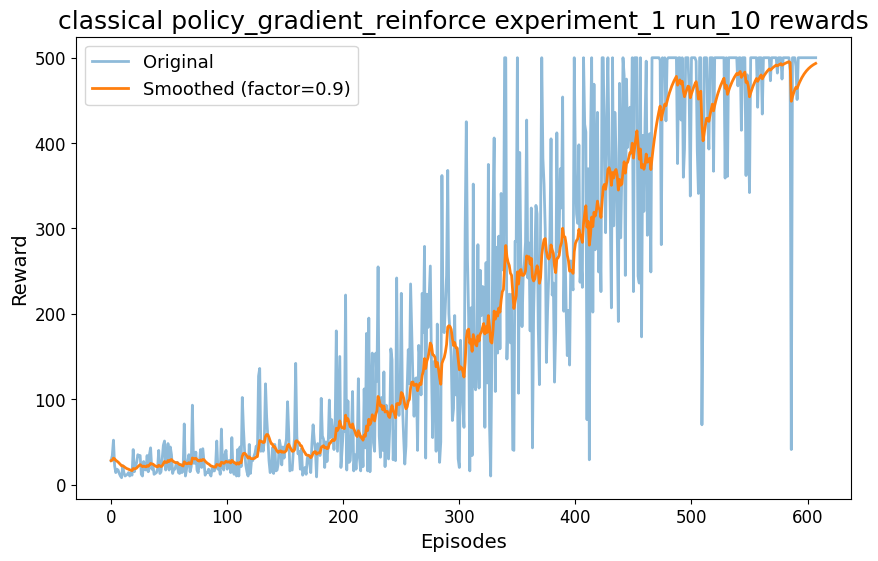 classical policy_gradient_reinforce experiment_1 run_10 rewards
Original
Smoothed (factor=0.9)
500
400
300
200
100
0
Reward
0 100 200 300 400 500 600
Episodes